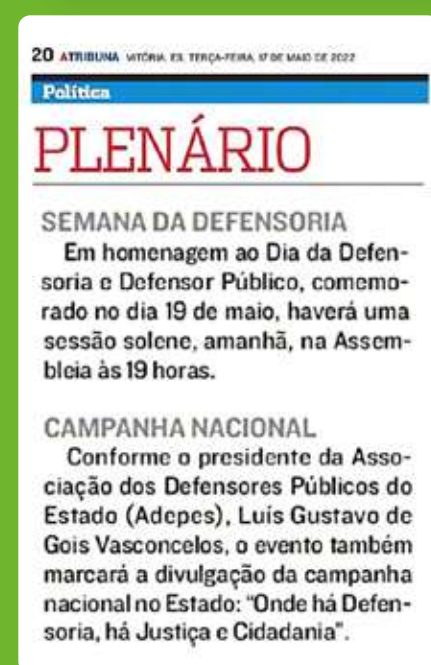 20 ATRIBUNA VITÓRIA, ES, TERÇA-FEIRA, 17 DE MAIO DE 2022
Política
PLENÁRIO
SEMANA DA DEFENSORIA
Em homenagem ao Dia da Defen-
soria e Defensor Público, comemo-
rado no dia 19 de maio, haverá uma
sessão solene, amanhã, na Assem-
bleia às 19 horas.
CAMPANHA NACIONAL
Conforme o presidente da Asso-
ciação dos Defensores Públicos do
Estado (Adepes), Luís Gustavo de
Gois Vasconcelos, o evento também
marcará a divulgação da campanha
nacional no Estado: “Onde há Defen-
soria, há Justiça e Cidadania”.